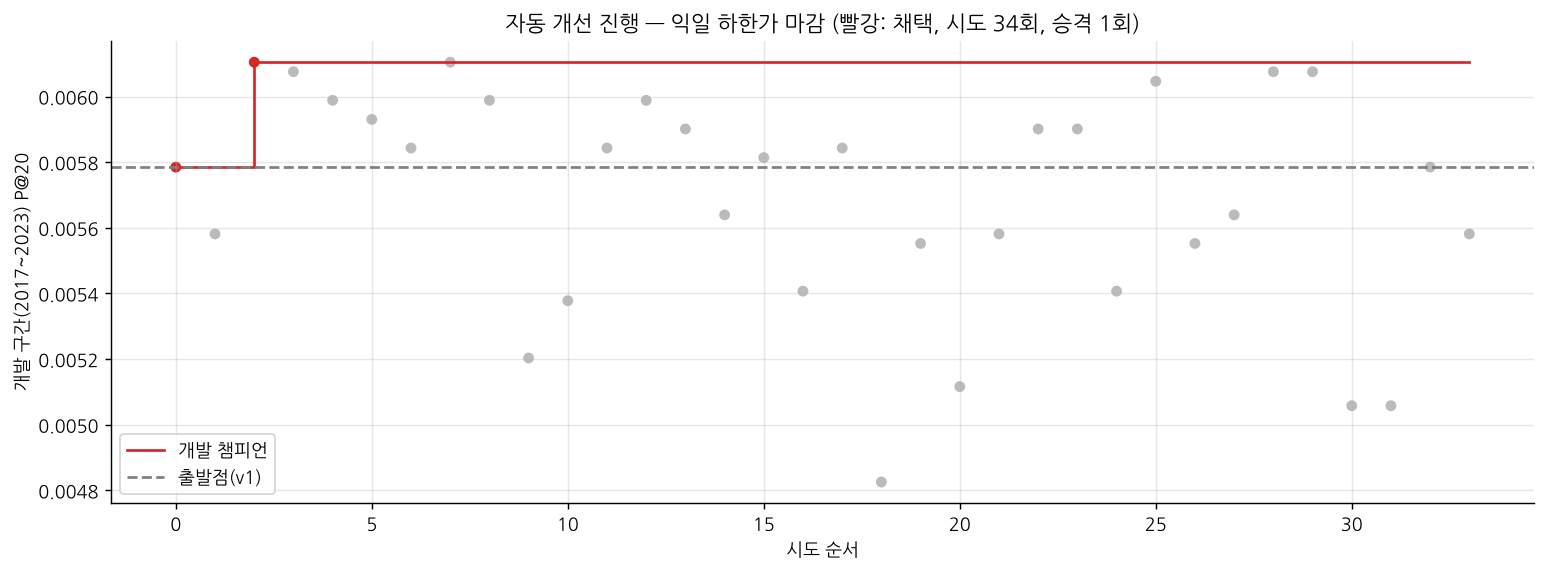 자동 개선 진행 — 익일 하한가 마감 (빨강: 채택, 시도 34회, 승격 1회)
개발 구간(2017~2023) P@20
0.0060
0.0058
0.0056
0.0054
0.0052
0.0050
0.0048
개발 챔피언
출발점(v1)
0 5 10 15 20 25 30
시도 순서